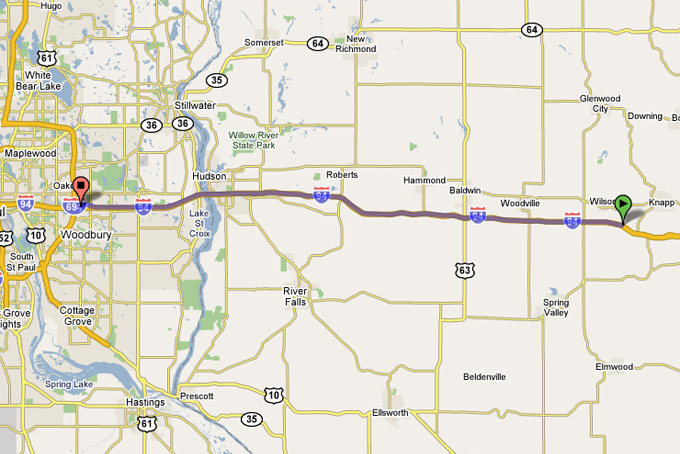 Hugo
61
White
Bear Lake
Somerset
64
New
Richmond
64
35
Stillwater
Glenwood
City
Downing
36
36
Willow River
State Park
Maplewood
Hudson
Roberts
Hammond
Baldwin
Woodville
Wilson
Knapp
94
94
94
94
94
Lake
St
Croix
52
10
Woodbury
South
St Paul
63
River
Falls
Spring
Valley
Cottage
Grove
Grove
ights
Spring Lake
Beldenville
Elmwood
Prescott
Hastings
10
61
35
Ellsworth